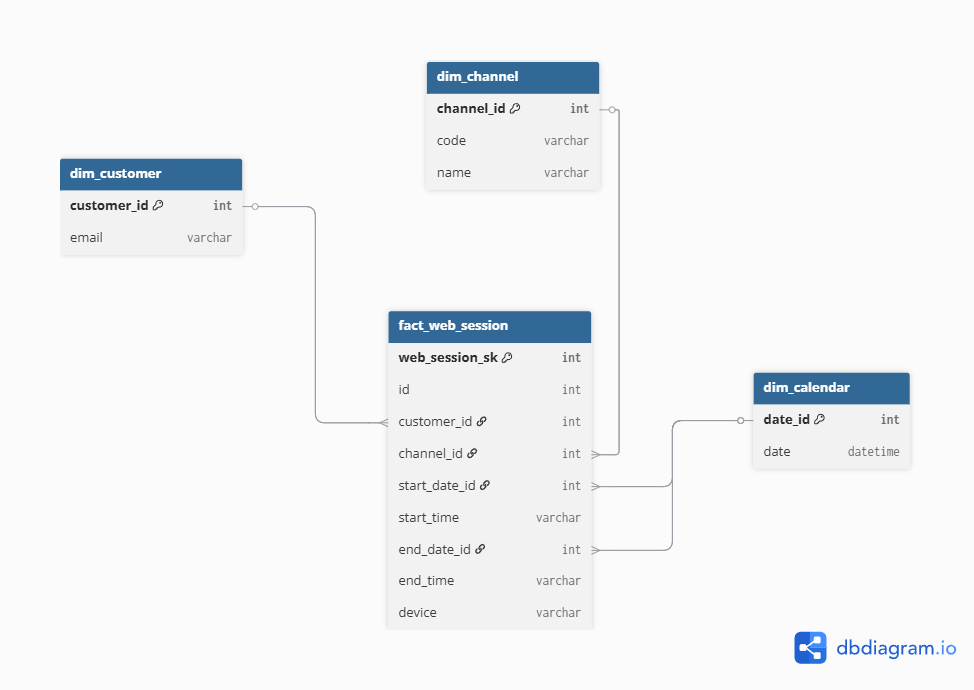 dim_channel
channel_id int
code varchar
name varchar
dim_customer
customer_id int
email varchar
fact_web_session
web_session_sk int
id int
customer_id int
channel_id int
start_date_id int
start_time varchar
end_date_id int
end_time varchar
device varchar
dim_calendar
date_id int
date datetime
dbdiagram.io